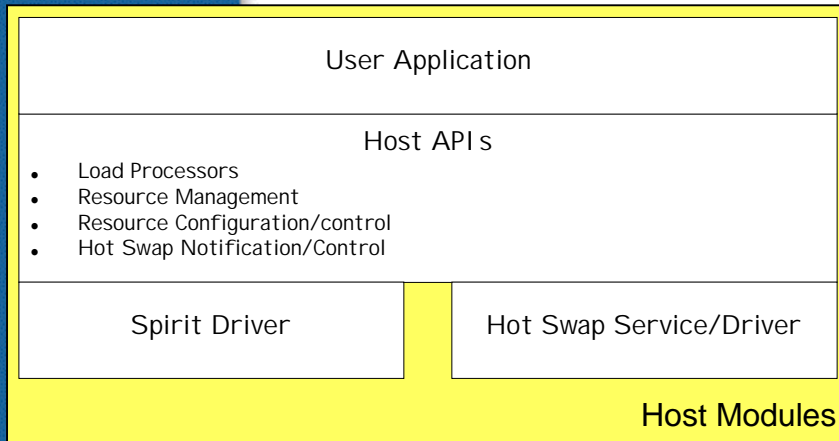 User Application
Host APIs
• Load Processors
• Resource Management
• Resource Configuration/control
• Hot Swap Notification/Control
Spirit Driver
Hot Swap Service/Driver
Host Modules